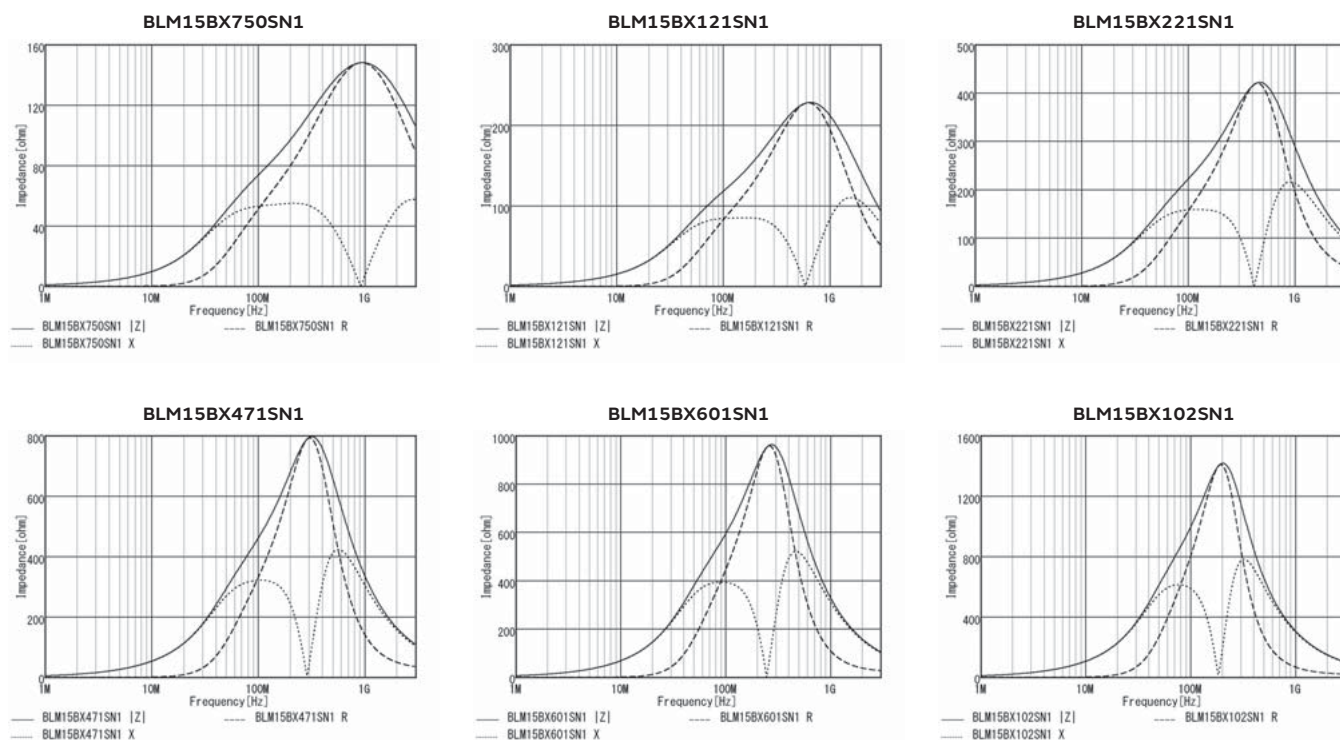 BLM15BX750SN1
160
120
80
40
0
Impedance[ohm]
1M 10M 100M 1G
Frequency[Hz]
BLM15BX750SN1 |Z| BLM15BX750SN1 R
BLM15BX750SN1 X
BLM15BX121SN1
300
200
100
0
Impedance[ohm]
1M 10M 100M 1G
Frequency[Hz]
BLM15BX121SN1 |Z| BLM15BX121SN1 R
BLM15BX121SN1 X
BLM15BX221SN1
500
400
300
200
100
0
Impedance[ohm]
1M 10M 100M 1G
Frequency[Hz]
BLM15BX221SN1 |Z| BLM15BX221SN1 R
BLM15BX221SN1 X
BLM15BX471SN1
800
600
400
200
0
Impedance[ohm]
1M 10M 100M 1G
Frequency[Hz]
BLM15BX471SN1 |Z| BLM15BX471SN1 R
BLM15BX471SN1 X
BLM15BX601SN1
1000
800
600
400
200
0
Impedance[ohm]
1M 10M 100M 1G
Frequency[Hz]
BLM15BX601SN1 |Z| BLM15BX601SN1 R
BLM15BX601SN1 X
BLM15BX102SN1
1600
1200
800
400
0
Impedance[ohm]
1M 10M 100M 1G
Frequency[Hz]
BLM15BX102SN1 |Z| BLM15BX102SN1 R
BLM15BX102SN1 X